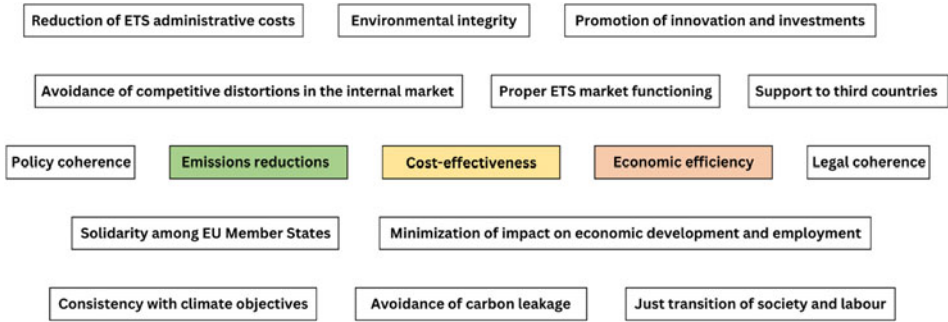 Reduction of ETS administrative costs
Environmental integrity
Promotion of innovation and investments
Avoidance of competitive distortions in the internal market
Proper ETS market functioning
Support to third countries
Policy coherence
Emissions reductions
Cost-effectiveness
Economic efficiency
Legal coherence
Solidarity among EU Member States
Minimization of impact on economic development and employment
Consistency with climate objectives
Avoidance of carbon leakage
Just transition of society and labour